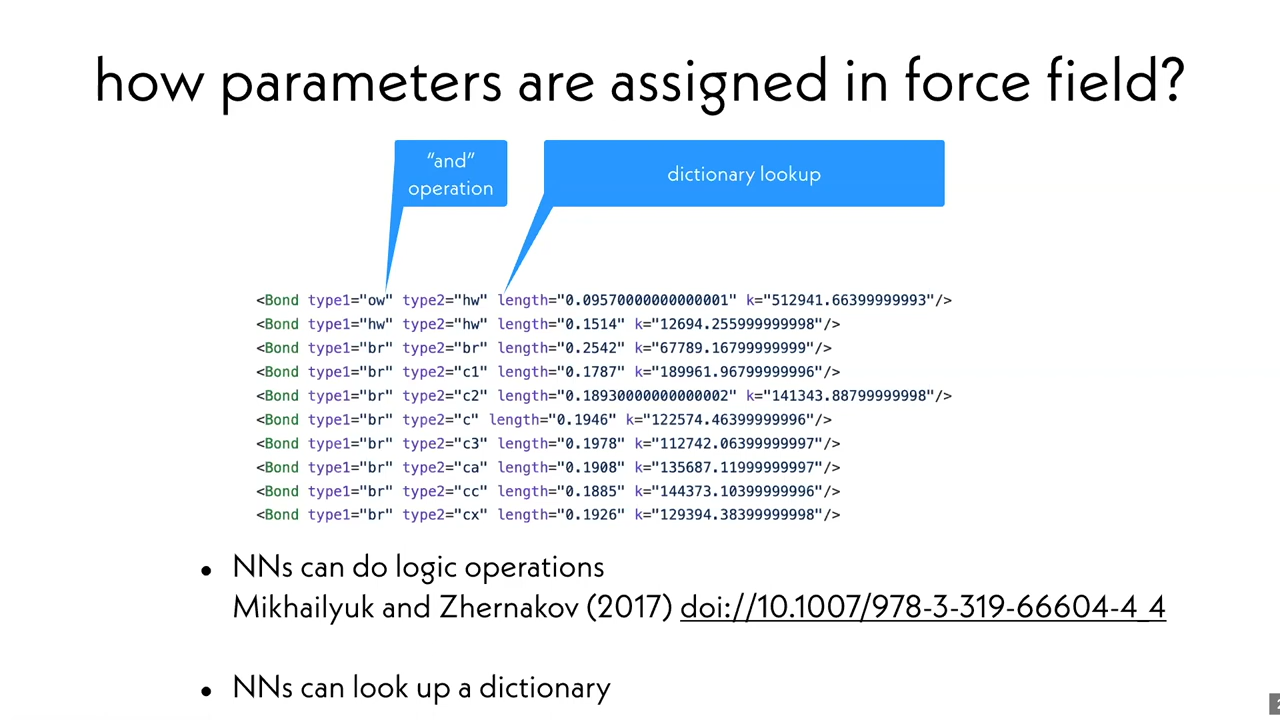 how parameters are assigned in force field?
“and”
operation
dictionary lookup
<Bond type1="ow" type2="hw" length="0.09570000000000001" k="512941.66399999993"/>
<Bond type1="hw" type2="hw" length="0.1514" k="12694.255999999998"/>
<Bond type1="br" type2="br" length="0.2542" k="67789.16799999999"/>
<Bond type1="br" type2="c1" length="0.1787" k="189961.96799999996"/>
<Bond type1="br" type2="c2" length="0.18930000000000002" k="141343.88799999998"/>
<Bond type1="br" type2="c" length="0.1946" k="122574.46399999996"/>
<Bond type1="br" type2="c3" length="0.1978" k="112742.06399999997"/>
<Bond type1="br" type2="ca" length="0.1908" k="135687.11999999997"/>
<Bond type1="br" type2="cc" length="0.1885" k="144373.10399999996"/>
<Bond type1="br" type2="cx" length="0.1926" k="129394.38399999998"/>
• NNs can do logic operations
Mikhailyuk and Zhernakov (2017) doi://10.1007/978-3-319-66604-4_4
• NNs can look up a dictionary